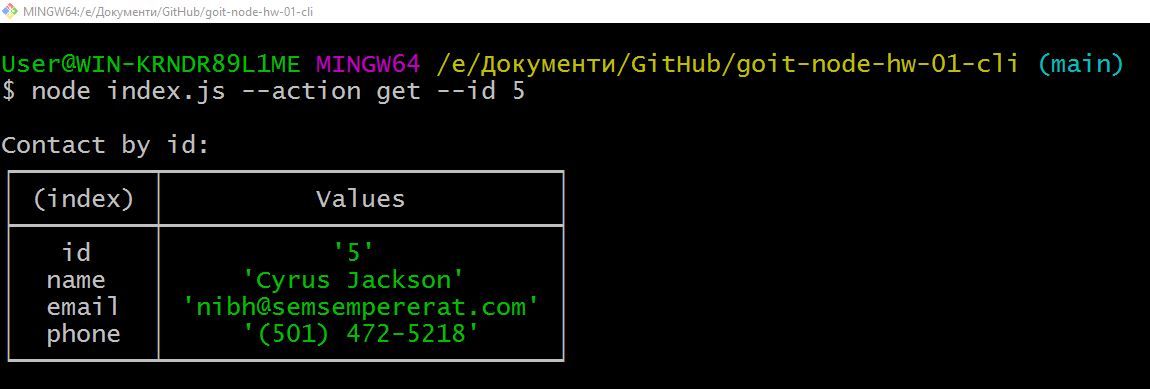 MINGW64:/e/Документи/GitHub/goit-node-hw-01-cli
User@WIN-KRNDR89L1ME MINGW64 /e/Документи/GitHub/goit-node-hw-01-cli (main)
$ node index.js --action get --id 5
Contact by id:
(index) Values
id '5'
name 'Cyrus Jackson'
email 'nibh@semsempererat.com'
phone '(501) 472-5218'